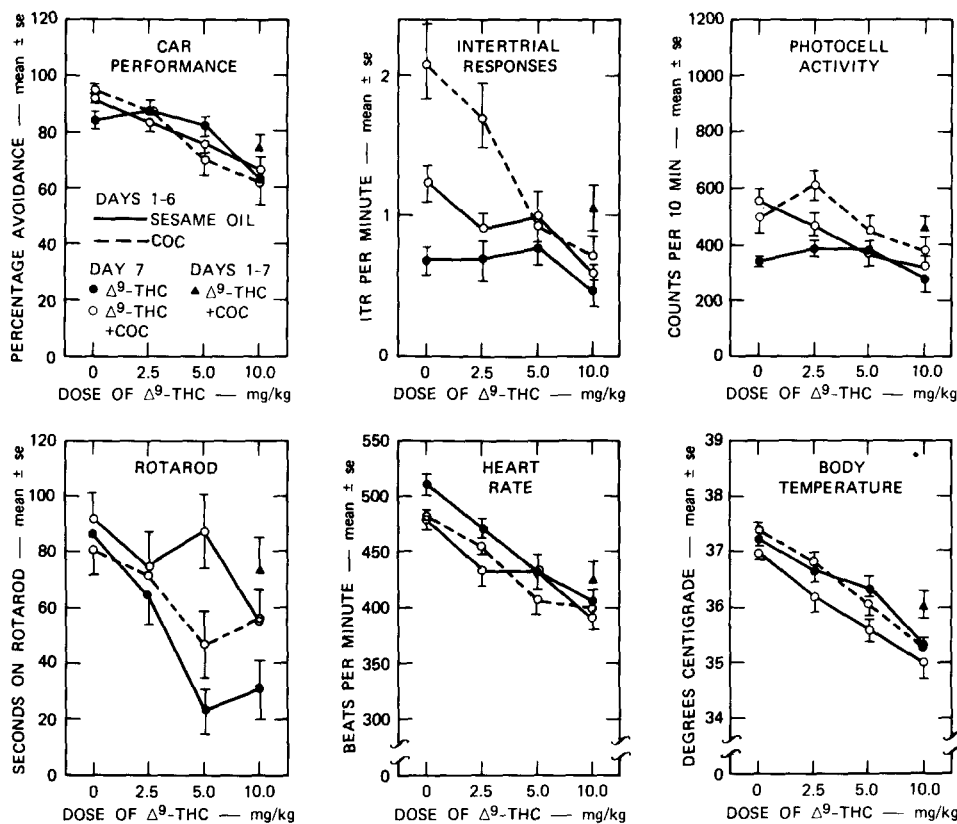 PERCENTAGE AVOIDANCE — mean ± se
120
100
80
60
40
20
0
CAR
PERFORMANCE
DAYS 1-6
SESAME OIL
COC
DAY 7
DAYS 1-7
Δ9-THC
Δ9-THC
Δ9-THC
+COC
+COC
0 2.5 5.0 10.0
DOSE OF Δ9-THC — mg/kg
ITR PER MINUTE — mean ± se
2
1
0
INTERTRIAL
RESPONSES
0 2.5 5.0 10.0
DOSE OF Δ9-THC — mg/kg
COUNTS PER 10 MIN — mean ± se
1200
1000
800
600
400
200
0
PHOTOCELL
ACTIVITY
0 2.5 5.0 10.0
DOSE OF Δ9-THC — mg/kg
SECONDS ON ROTAROD — mean ± se
120
100
80
60
40
20
0
ROTAROD
0 2.5 5.0 10.0
DOSE OF Δ9-THC — mg/kg
BEATS PER MINUTE — mean ± se
550
500
450
400
350
300
0
HEART
RATE
0 2.5 5.0 10.0
DOSE OF Δ9-THC — mg/kg
DEGREES CENTIGRADE — mean ± se
39
38
37
36
35
34
0
BODY
TEMPERATURE
0 2.5 5.0 10.0
DOSE OF Δ9-THC — mg/kg